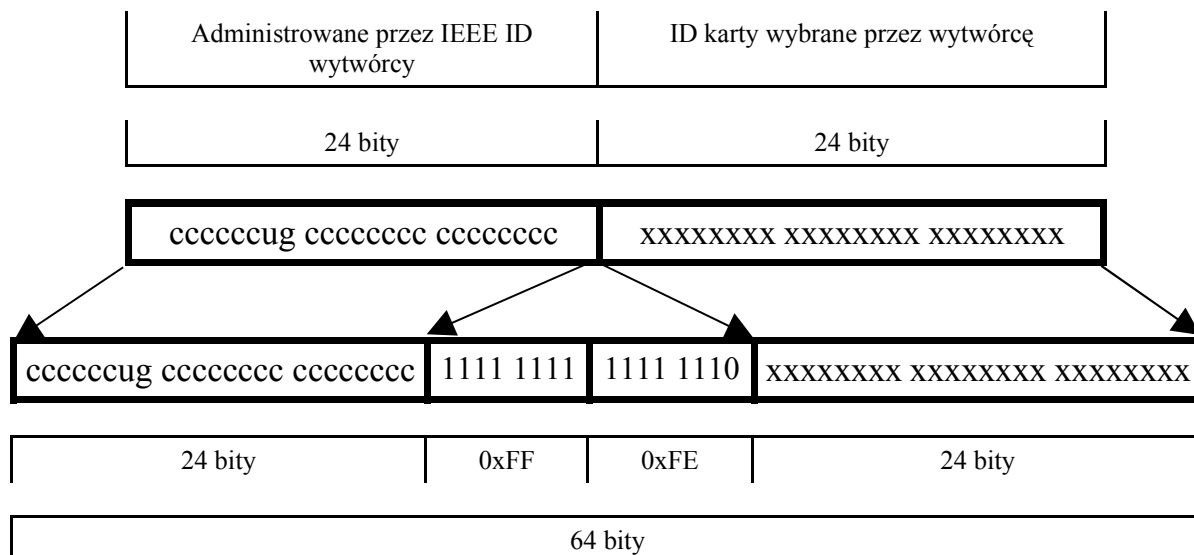 Administrowane przez IEEE ID
wytwórcy
ID karty wybrane przez wytwórcę
24 bity
24 bity
ccccccug cccccccc cccccccc
xxxxxxxx xxxxxxxx xxxxxxxx
ccccccug cccccccc cccccccc
1111 1111
1111 1110
xxxxxxxx xxxxxxxx xxxxxxxx
24 bity
0xFF
0xFE
24 bity
64 bity